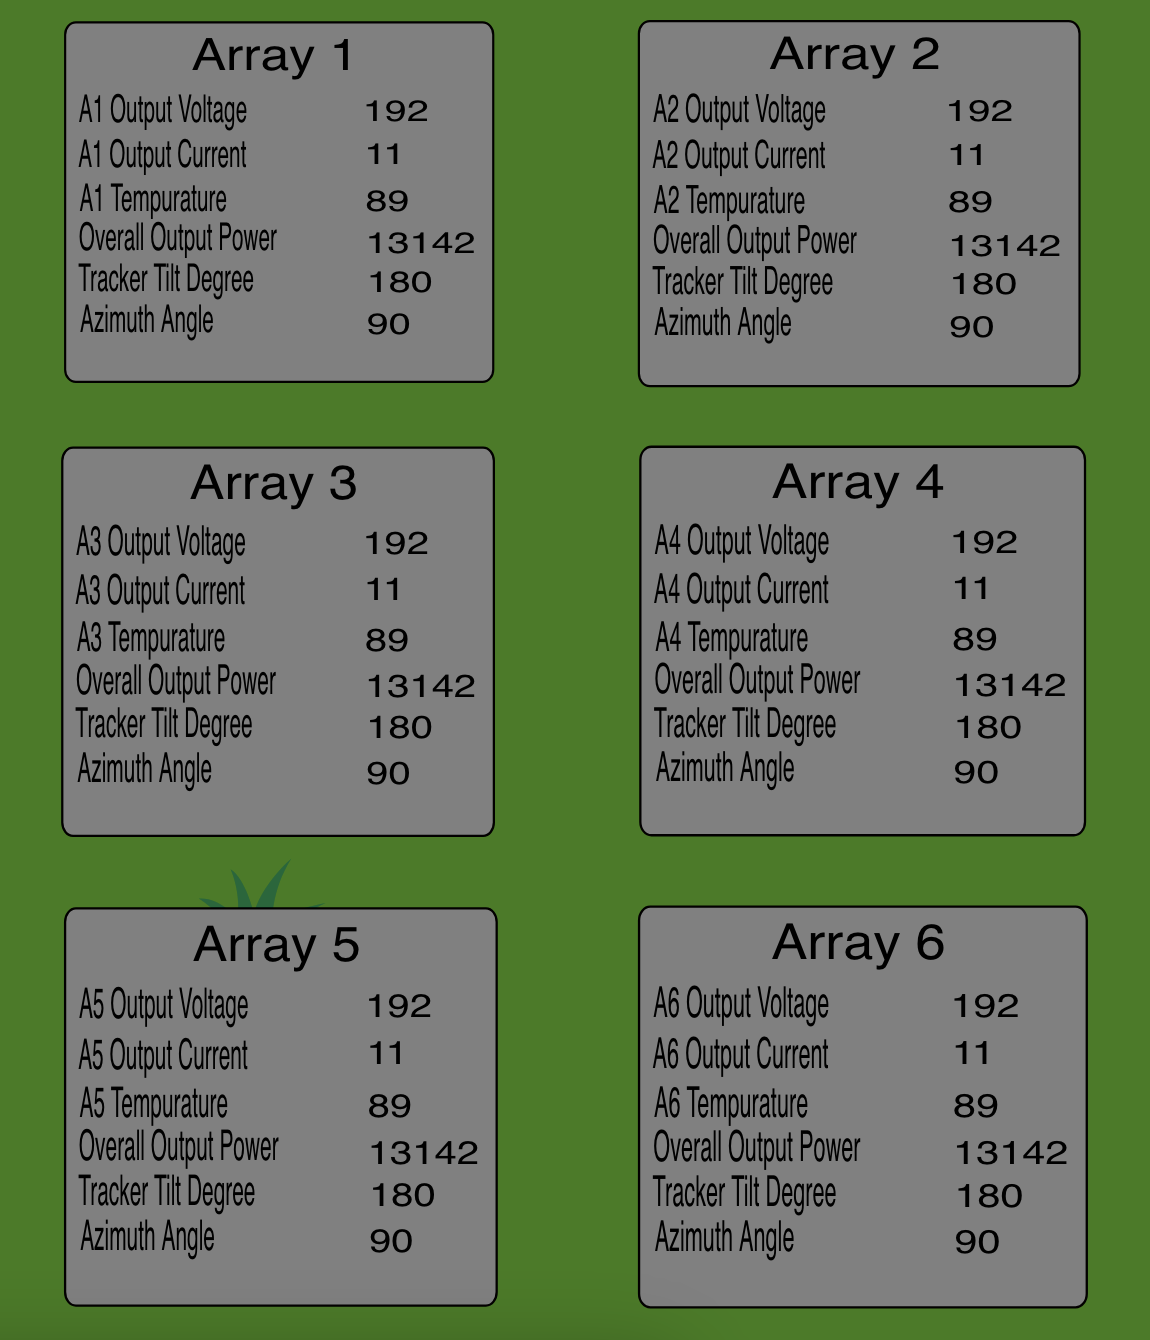 Array 1
A1 Output Voltage 192
A1 Output Current 11
A1 Tempurature 89
Overall Output Power 13142
Tracker Tilt Degree 180
Azimuth Angle 90
Array 2
A2 Output Voltage 192
A2 Output Current 11
A2 Tempurature 89
Overall Output Power 13142
Tracker Tilt Degree 180
Azimuth Angle 90
Array 3
A3 Output Voltage 192
A3 Output Current 11
A3 Tempurature 89
Overall Output Power 13142
Tracker Tilt Degree 180
Azimuth Angle 90
Array 4
A4 Output Voltage 192
A4 Output Current 11
A4 Tempurature 89
Overall Output Power 13142
Tracker Tilt Degree 180
Azimuth Angle 90
Array 5
A5 Output Voltage 192
A5 Output Current 11
A5 Tempurature 89
Overall Output Power 13142
Tracker Tilt Degree 180
Azimuth Angle 90
Array 6
A6 Output Voltage 192
A6 Output Current 11
A6 Tempurature 89
Overall Output Power 13142
Tracker Tilt Degree 180
Azimuth Angle 90